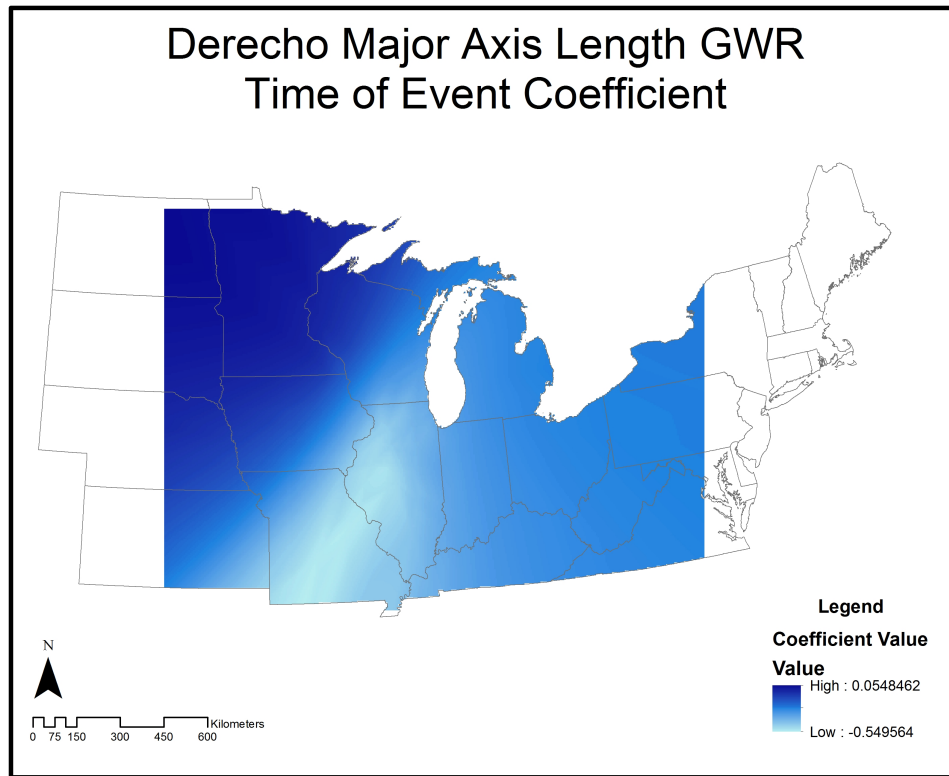 Derecho Major Axis Length GWR
Time of Event Coefficient
Legend
Coefficient Value
Value
High : 0.0548462
Low : -0.549564
N
Kilometers
0 75 150 300 450 600